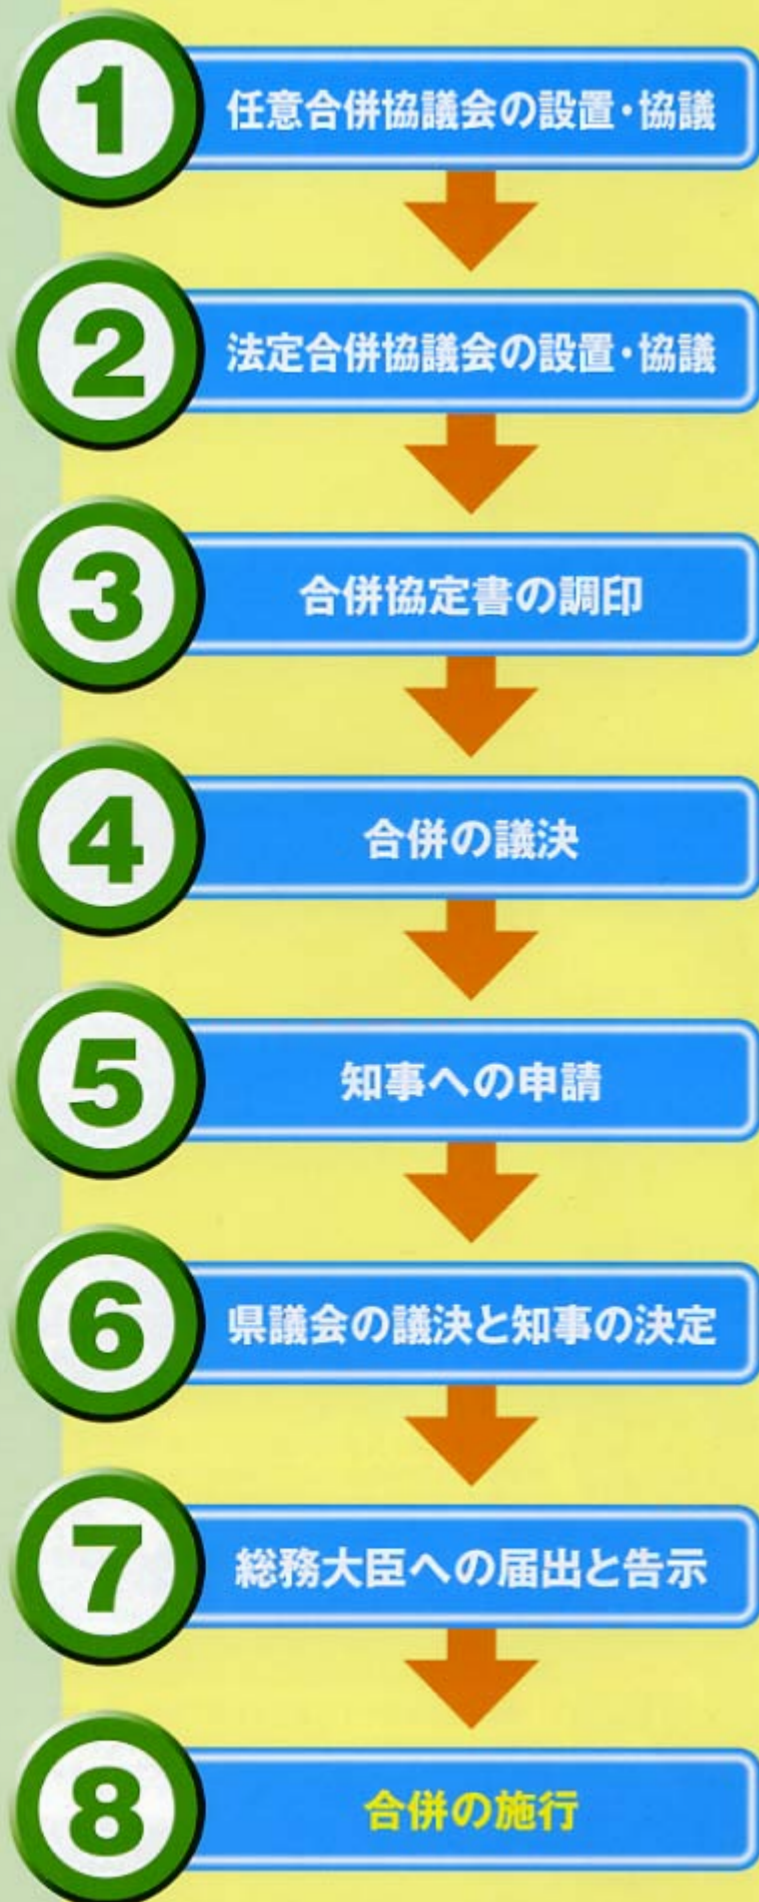 1
任意合併協議会の設置・協議
2
法定合併協議会の設置・協議
3
合併協定書の調印
4
合併の議決
5
知事への申請
6
県議会の議決と知事の決定
7
総務大臣への届出と告示
8
合併の施行